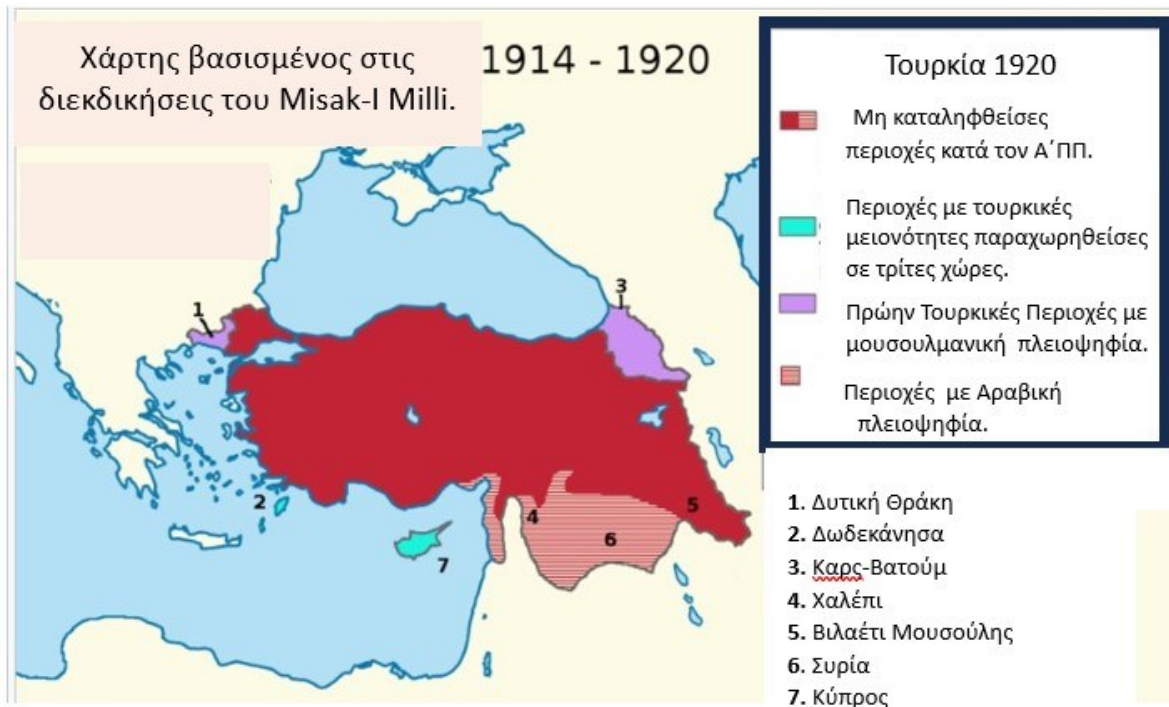 Χάρτης βασισμένος στις
διεκδικήσεις του Misak-I Milli.
1914 - 1920
Τουρκία 1920
Μη καταληφθείσες
περιοχές κατά τον Α΄ΠΠ.
Περιοχές με τουρκικές
μειονότητες παραχωρηθείσες
σε τρίτες χώρες.
Πρώην Τουρκικές Περιοχές με
μουσουλμανική πλειοψηφία.
Περιοχές με Αραβική
πλειοψηφία.
1
2
3
4
5
6
7
1. Δυτική Θράκη
2. Δωδεκάνησα
3. Καρς-Βατούμ
4. Χαλέπι
5. Βιλαέτι Μουσούλης
6. Συρία
7. Κύπρος